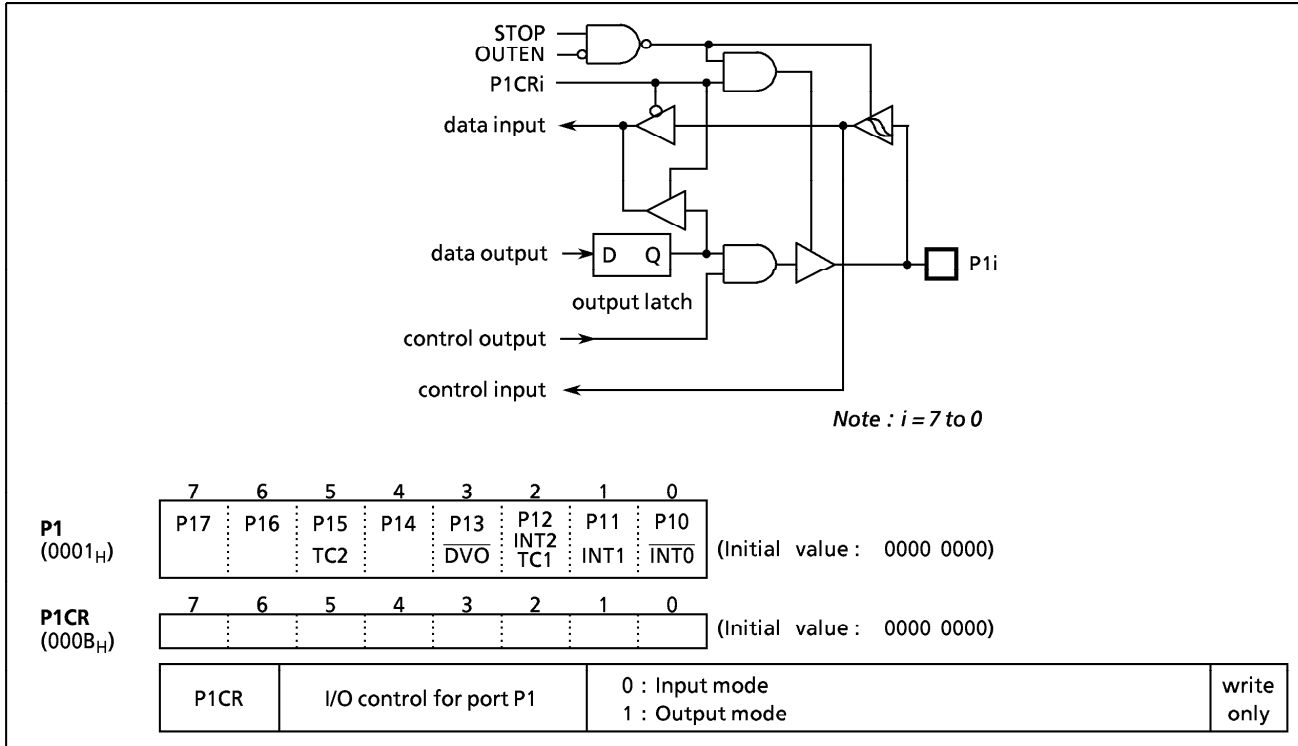 STOP
OUTEN
P1CRi
data input
data output
D Q
P1i
output latch
control output
control input
Note : i = 7 to 0
7 6 5 4 3 2 1 0
P1
(0001H)
P17 P16 P15 P14 P13 P12 P11 P10
TC2 DVO INT2 TC1 INT1 INT0
(Initial value : 0000 0000)
7 6 5 4 3 2 1 0
P1CR
(000BH)
(Initial value : 0000 0000)
P1CR
I/O control for port P1
0 : Input mode
1 : Output mode
write
only